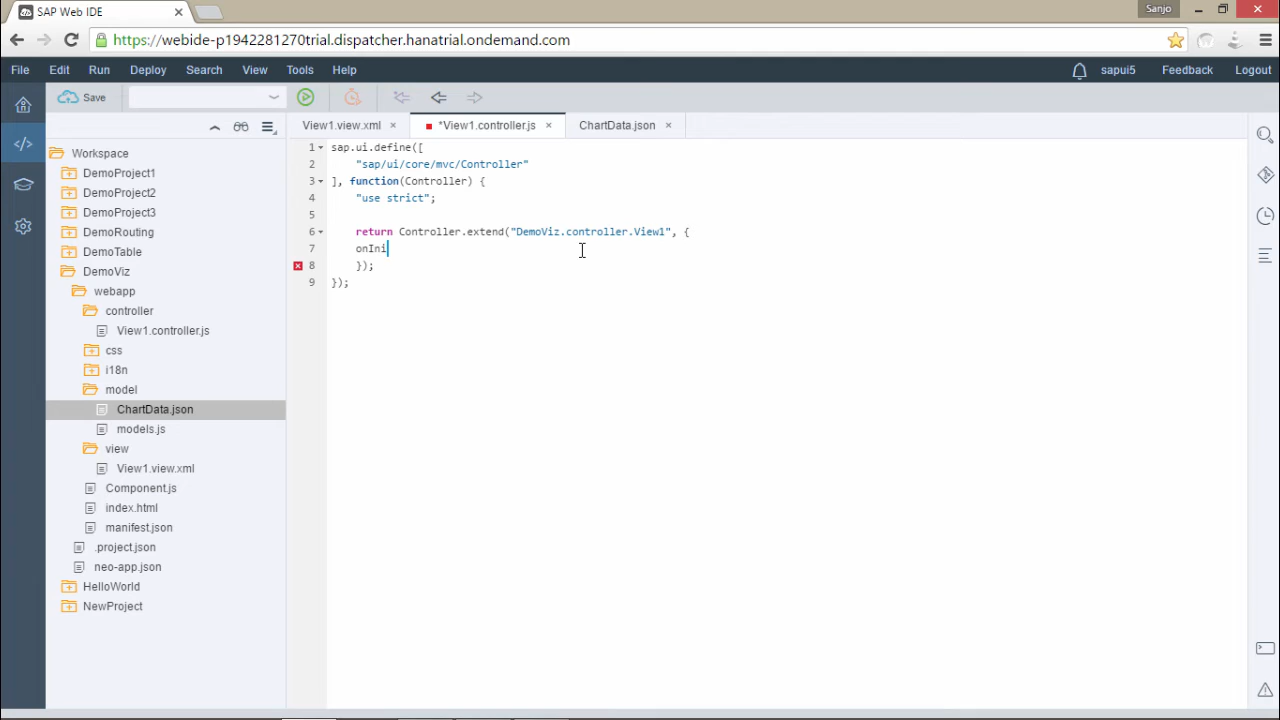 SAP Web IDE
Sanjo
https://webide-p1942281270trial.dispatcher.hanatrial.ondemand.com
File Edit Run Deploy Search View Tools Help
sapui5 Feedback Logout
Save
View1.view.xml *View1.controller.js ChartData.json
Workspace
DemoProject1
DemoProject2
DemoProject3
DemoRouting
DemoTable
DemoViz
webapp
controller
View1.controller.js
css
i18n
model
ChartData.json
models.js
view
View1.view.xml
Component.js
index.html
manifest.json
.project.json
neo-app.json
HelloWorld
NewProject
1 sap.ui.define([
2 "sap/ui/core/mvc/Controller"
3 ], function(Controller) {
4 "use strict";
5
6 return Controller.extend("DemoViz.controller.View1", {
7 onIni
8 });
9 });